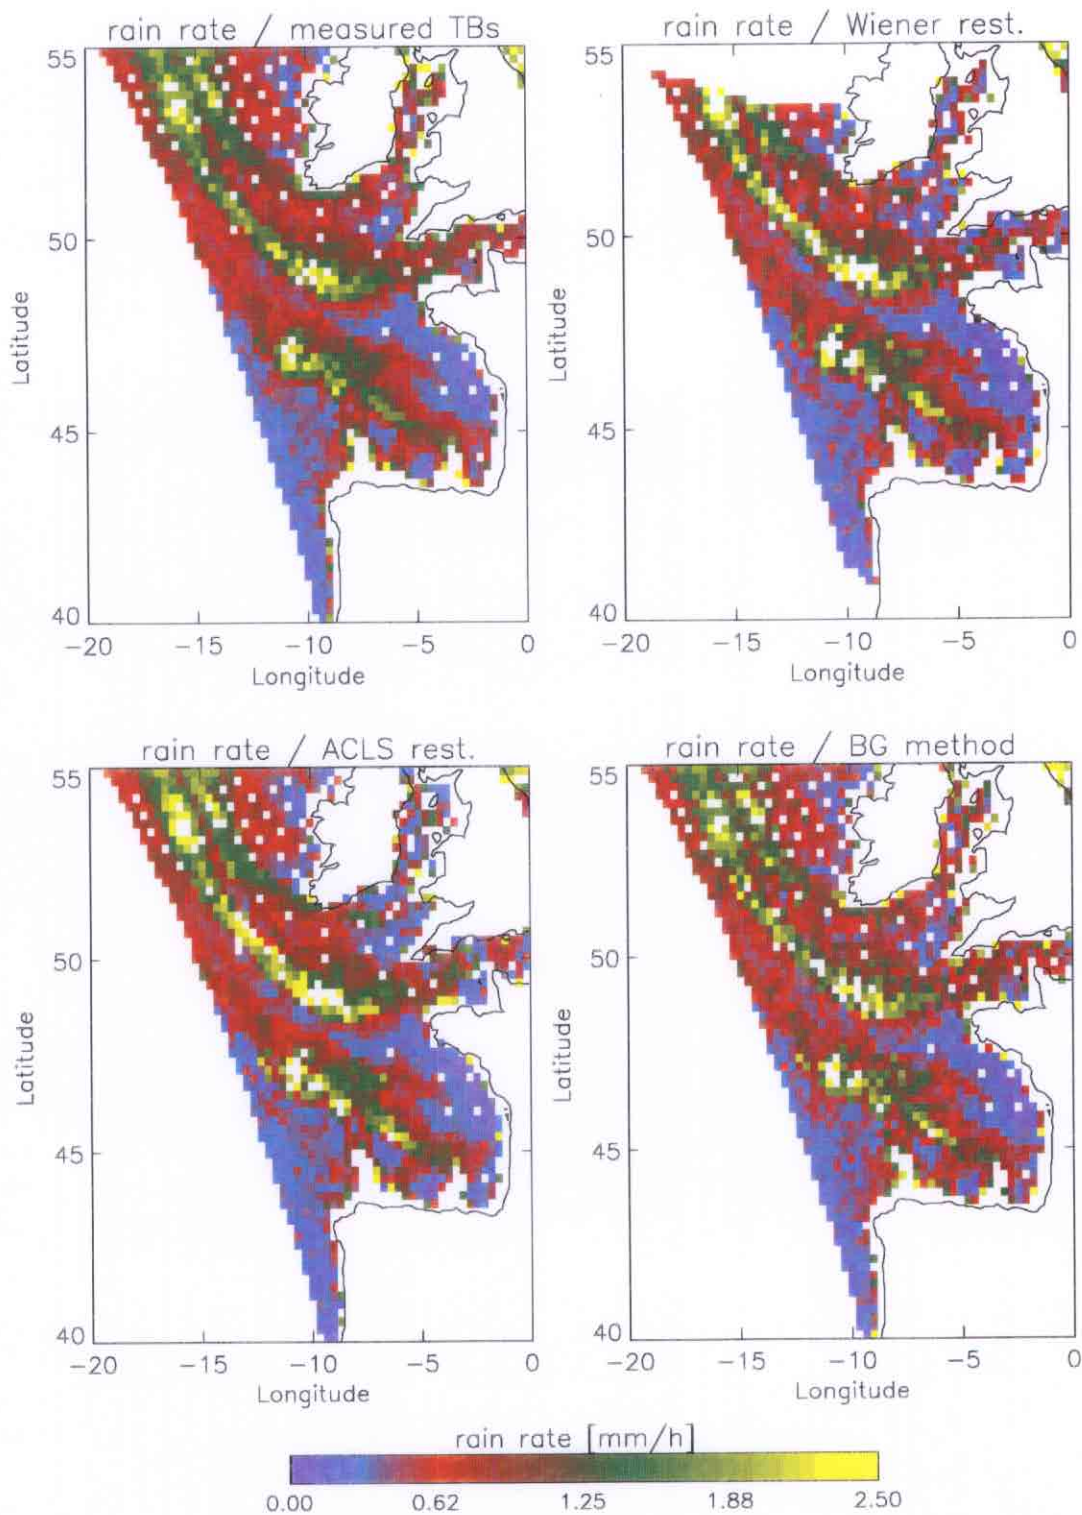 rain rate / measured TBs
55
50
45
40
Latitude
-20 -15 -10 -5 0
Longitude
rain rate / Wiener rest.
55
50
45
40
Latitude
-20 -15 -10 -5 0
Longitude
rain rate / ACLS rest.
55
50
45
40
Latitude
-20 -15 -10 -5 0
Longitude
rain rate / BG method
55
50
45
40
Latitude
-20 -15 -10 -5 0
Longitude
rain rate [mm/h]
0.00 0.62 1.25 1.88 2.50